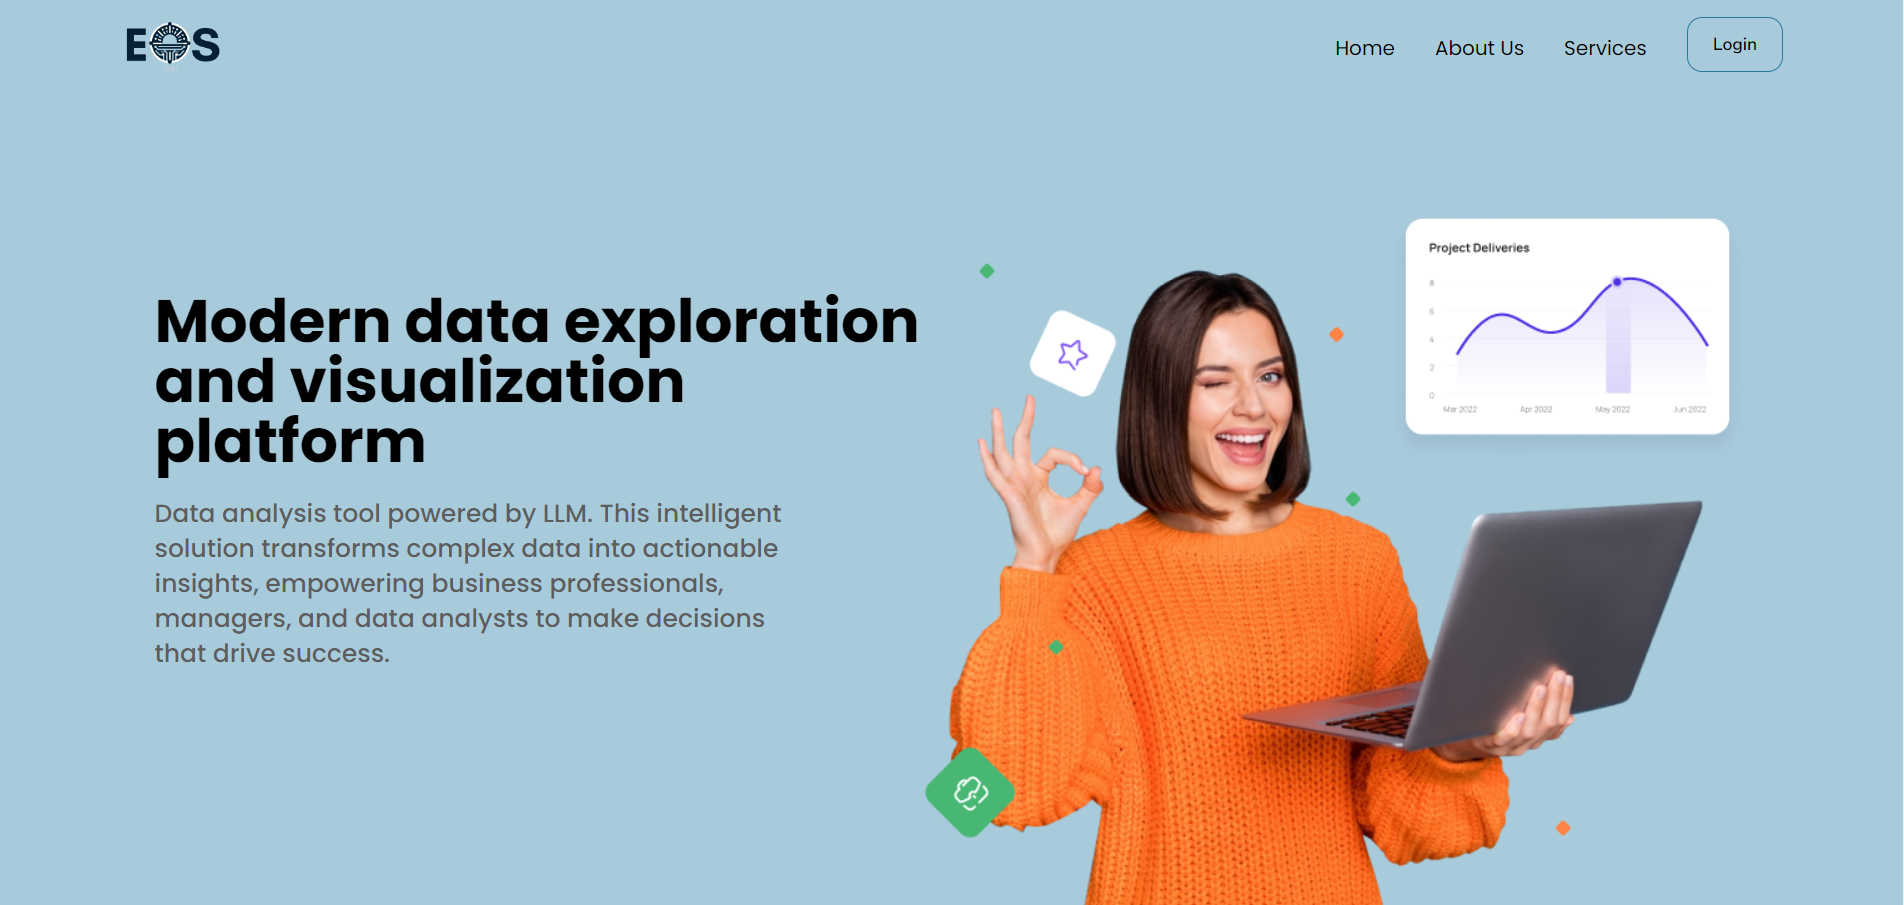 EOS
Home
About Us
Services
Login
Modern data exploration
and visualization
platform
Data analysis tool powered by LLM. This intelligent
solution transforms complex data into actionable
insights, empowering business professionals,
managers, and data analysts to make decisions
that drive success.
Project Deliveries
8
6
4
2
0
Mar 2022
Apr 2022
May 2022
Jun 2022